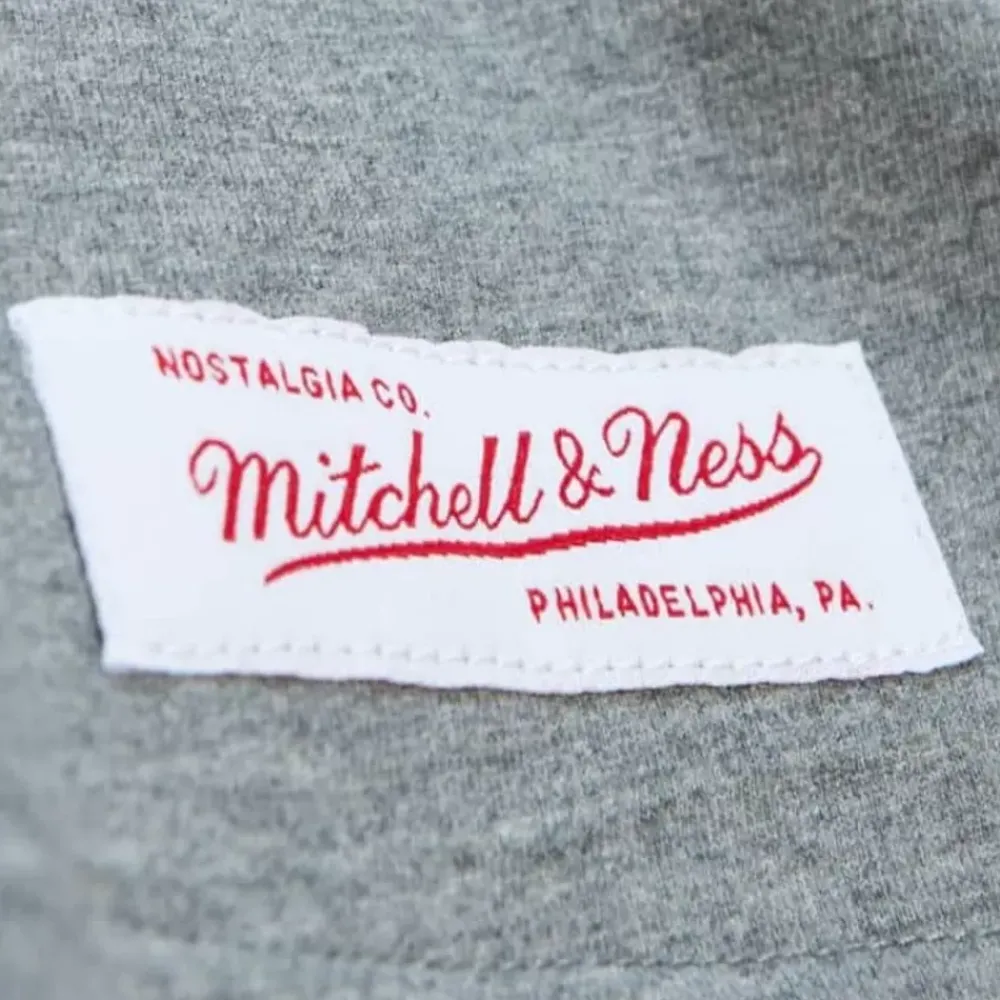 NOSTALGIA CO.
Mitchell & Ness
PHILADELPHIA, PA.